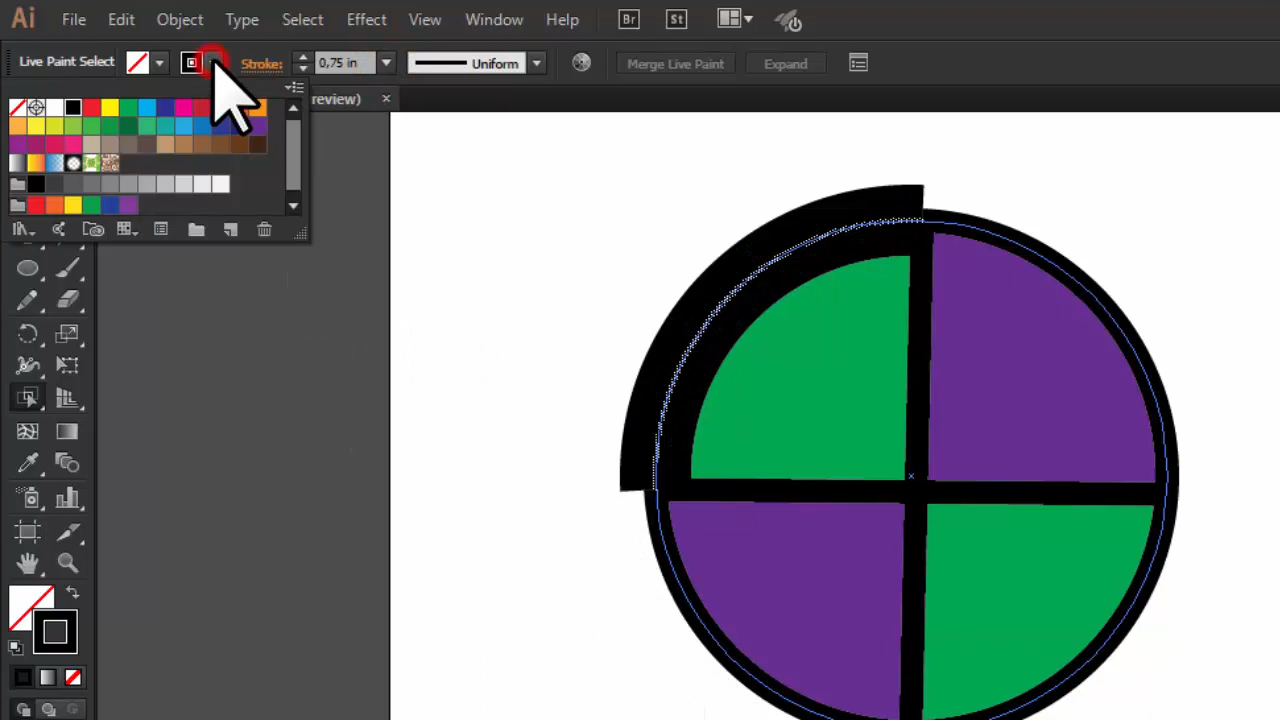 Ai File Edit Object Type Select Effect View Window Help Br St
Live Paint Select Stroke: 0,75 in Uniform Merge Live Paint Expand
review) ×